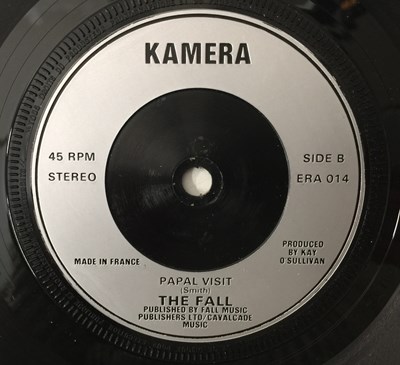 KAMERA
45 RPM
STEREO
SIDE B
ERA 014
MADE IN FRANCE
PRODUCED
BY KAY
O SULLIVAN
PAPAL VISIT
(Smith)
THE FALL
PUBLISHED BY FALL MUSIC
PUBLISHERS LTD/CAVALCADE
MUSIC